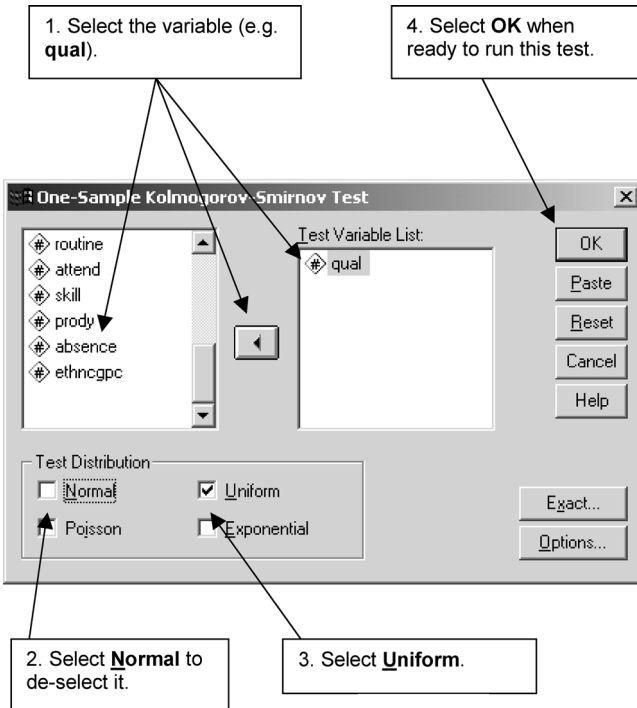 1. Select the variable (e.g.
qual).
4. Select OK when
ready to run this test.
One-Sample Kolmogorov-Smirnov Test
routine
attend
skill
prody
absence
ethncgpc
Test Variable List:
qual
OK
Paste
Reset
Cancel
Help
Test Distribution
Normal
Uniform
Poisson
Exponential
Exact...
Options...
2. Select Normal to
de-select it.
3. Select Uniform.